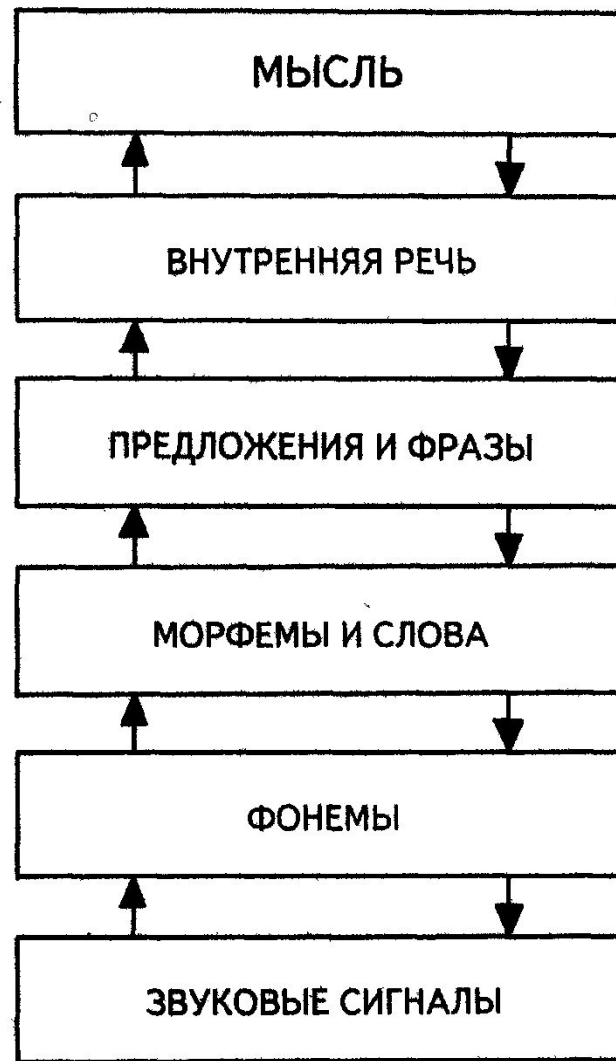 МЫСЛЬ
ВНУТРЕННЯЯ РЕЧЬ
ПРЕДЛОЖЕНИЯ И ФРАЗЫ
МОРФЕМЫ И СЛОВА
ФОНЕМЫ
ЗВУКОВЫЕ СИГНАЛЫ